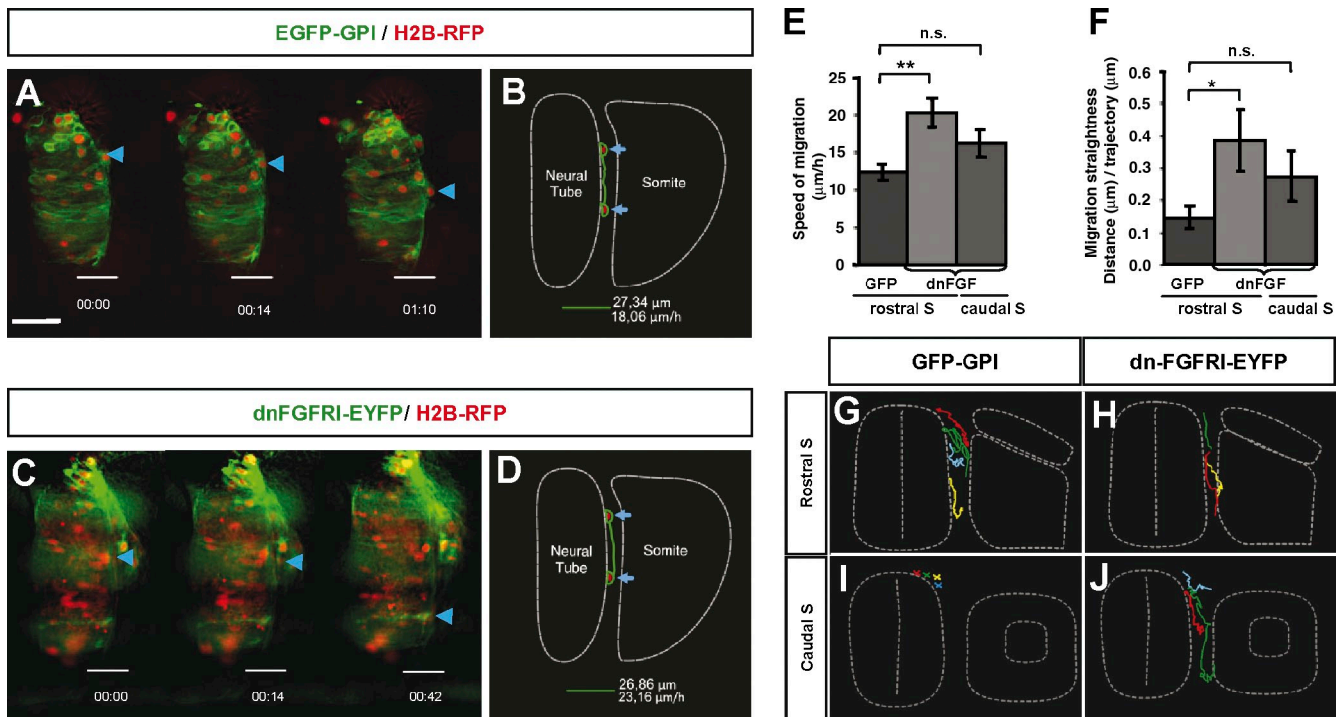 EGFP-GPI / H2B-RFP
A
00:00
00:14
01:10
B
Neural
Tube
Somite
27,34 µm
18,06 µm/h
dnFGFRI-EYFP/ H2B-RFP
C
00:00
00:14
00:42
D
Neural
Tube
Somite
26,86 µm
23,16 µm/h
E
n.s.
**
Speed of migration
(µm/h)
25
20
15
10
5
0
GFP
dnFGF
rostral S
caudal S
F
n.s.
*
Migration straightness
Distance (µm) / trajectory (µm)
0.6
0.5
0.4
0.3
0.2
0.1
0.0
GFP
dnFGF
rostral S
caudal S
GFP-GPI
dn-FGFRI-EYFP
Rostral S
G
H
Caudal S
I
J